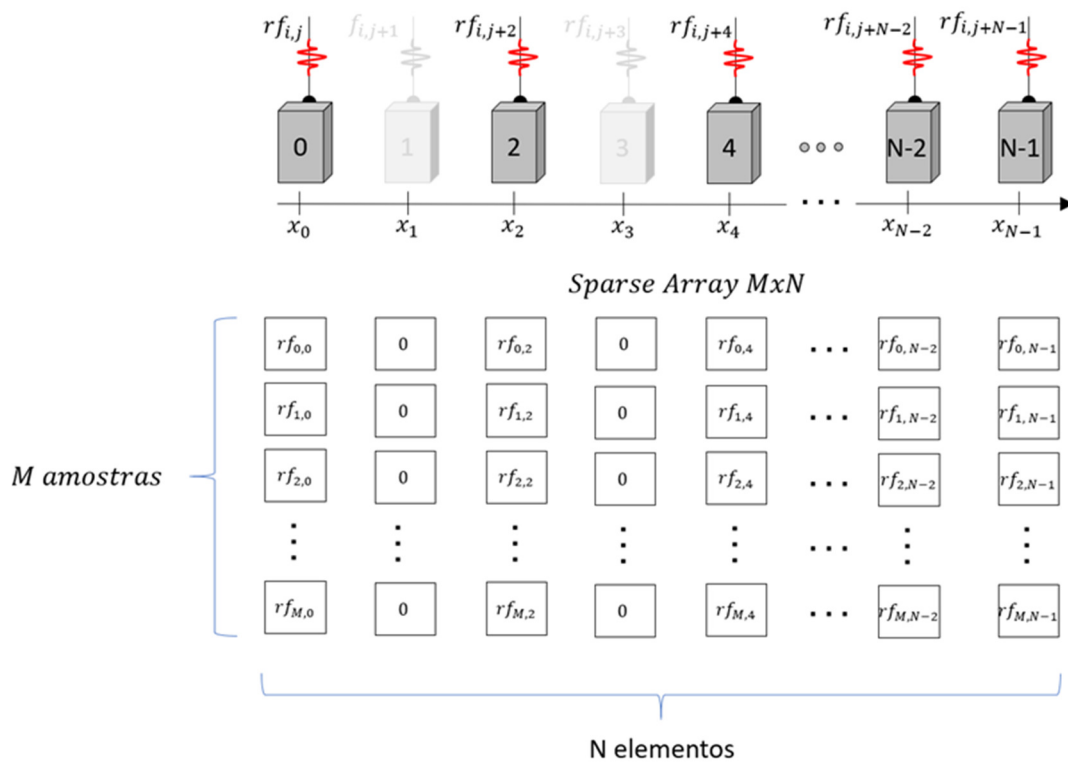 rf_{i,j} f_{i,j+1} rf_{i,j+2} rf_{i,j+3} rf_{i,j+4} rf_{i,j+N−2} rf_{i,j+N−1}
0 1 2 3 4 N-2 N-1
x_0 x_1 x_2 x_3 x_4 ... x_{N−2} x_{N−1}
Sparse Array MxN
rf_{0,0} 0 rf_{0,2} 0 rf_{0,4} ... rf_{0,N−2} rf_{0,N−1}
rf_{1,0} 0 rf_{1,2} 0 rf_{1,4} ... rf_{1,N−2} rf_{1,N−1}
M amostras
rf_{2,0} 0 rf_{2,2} 0 rf_{2,4} ... rf_{2,N−2} rf_{2,N−1}
⋮ ⋮ ⋮ ⋮ ⋮ ... ⋮ ⋮
rf_{M,0} 0 rf_{M,2} 0 rf_{M,4} ... rf_{M,N−2} rf_{M,N−1}
N elementos